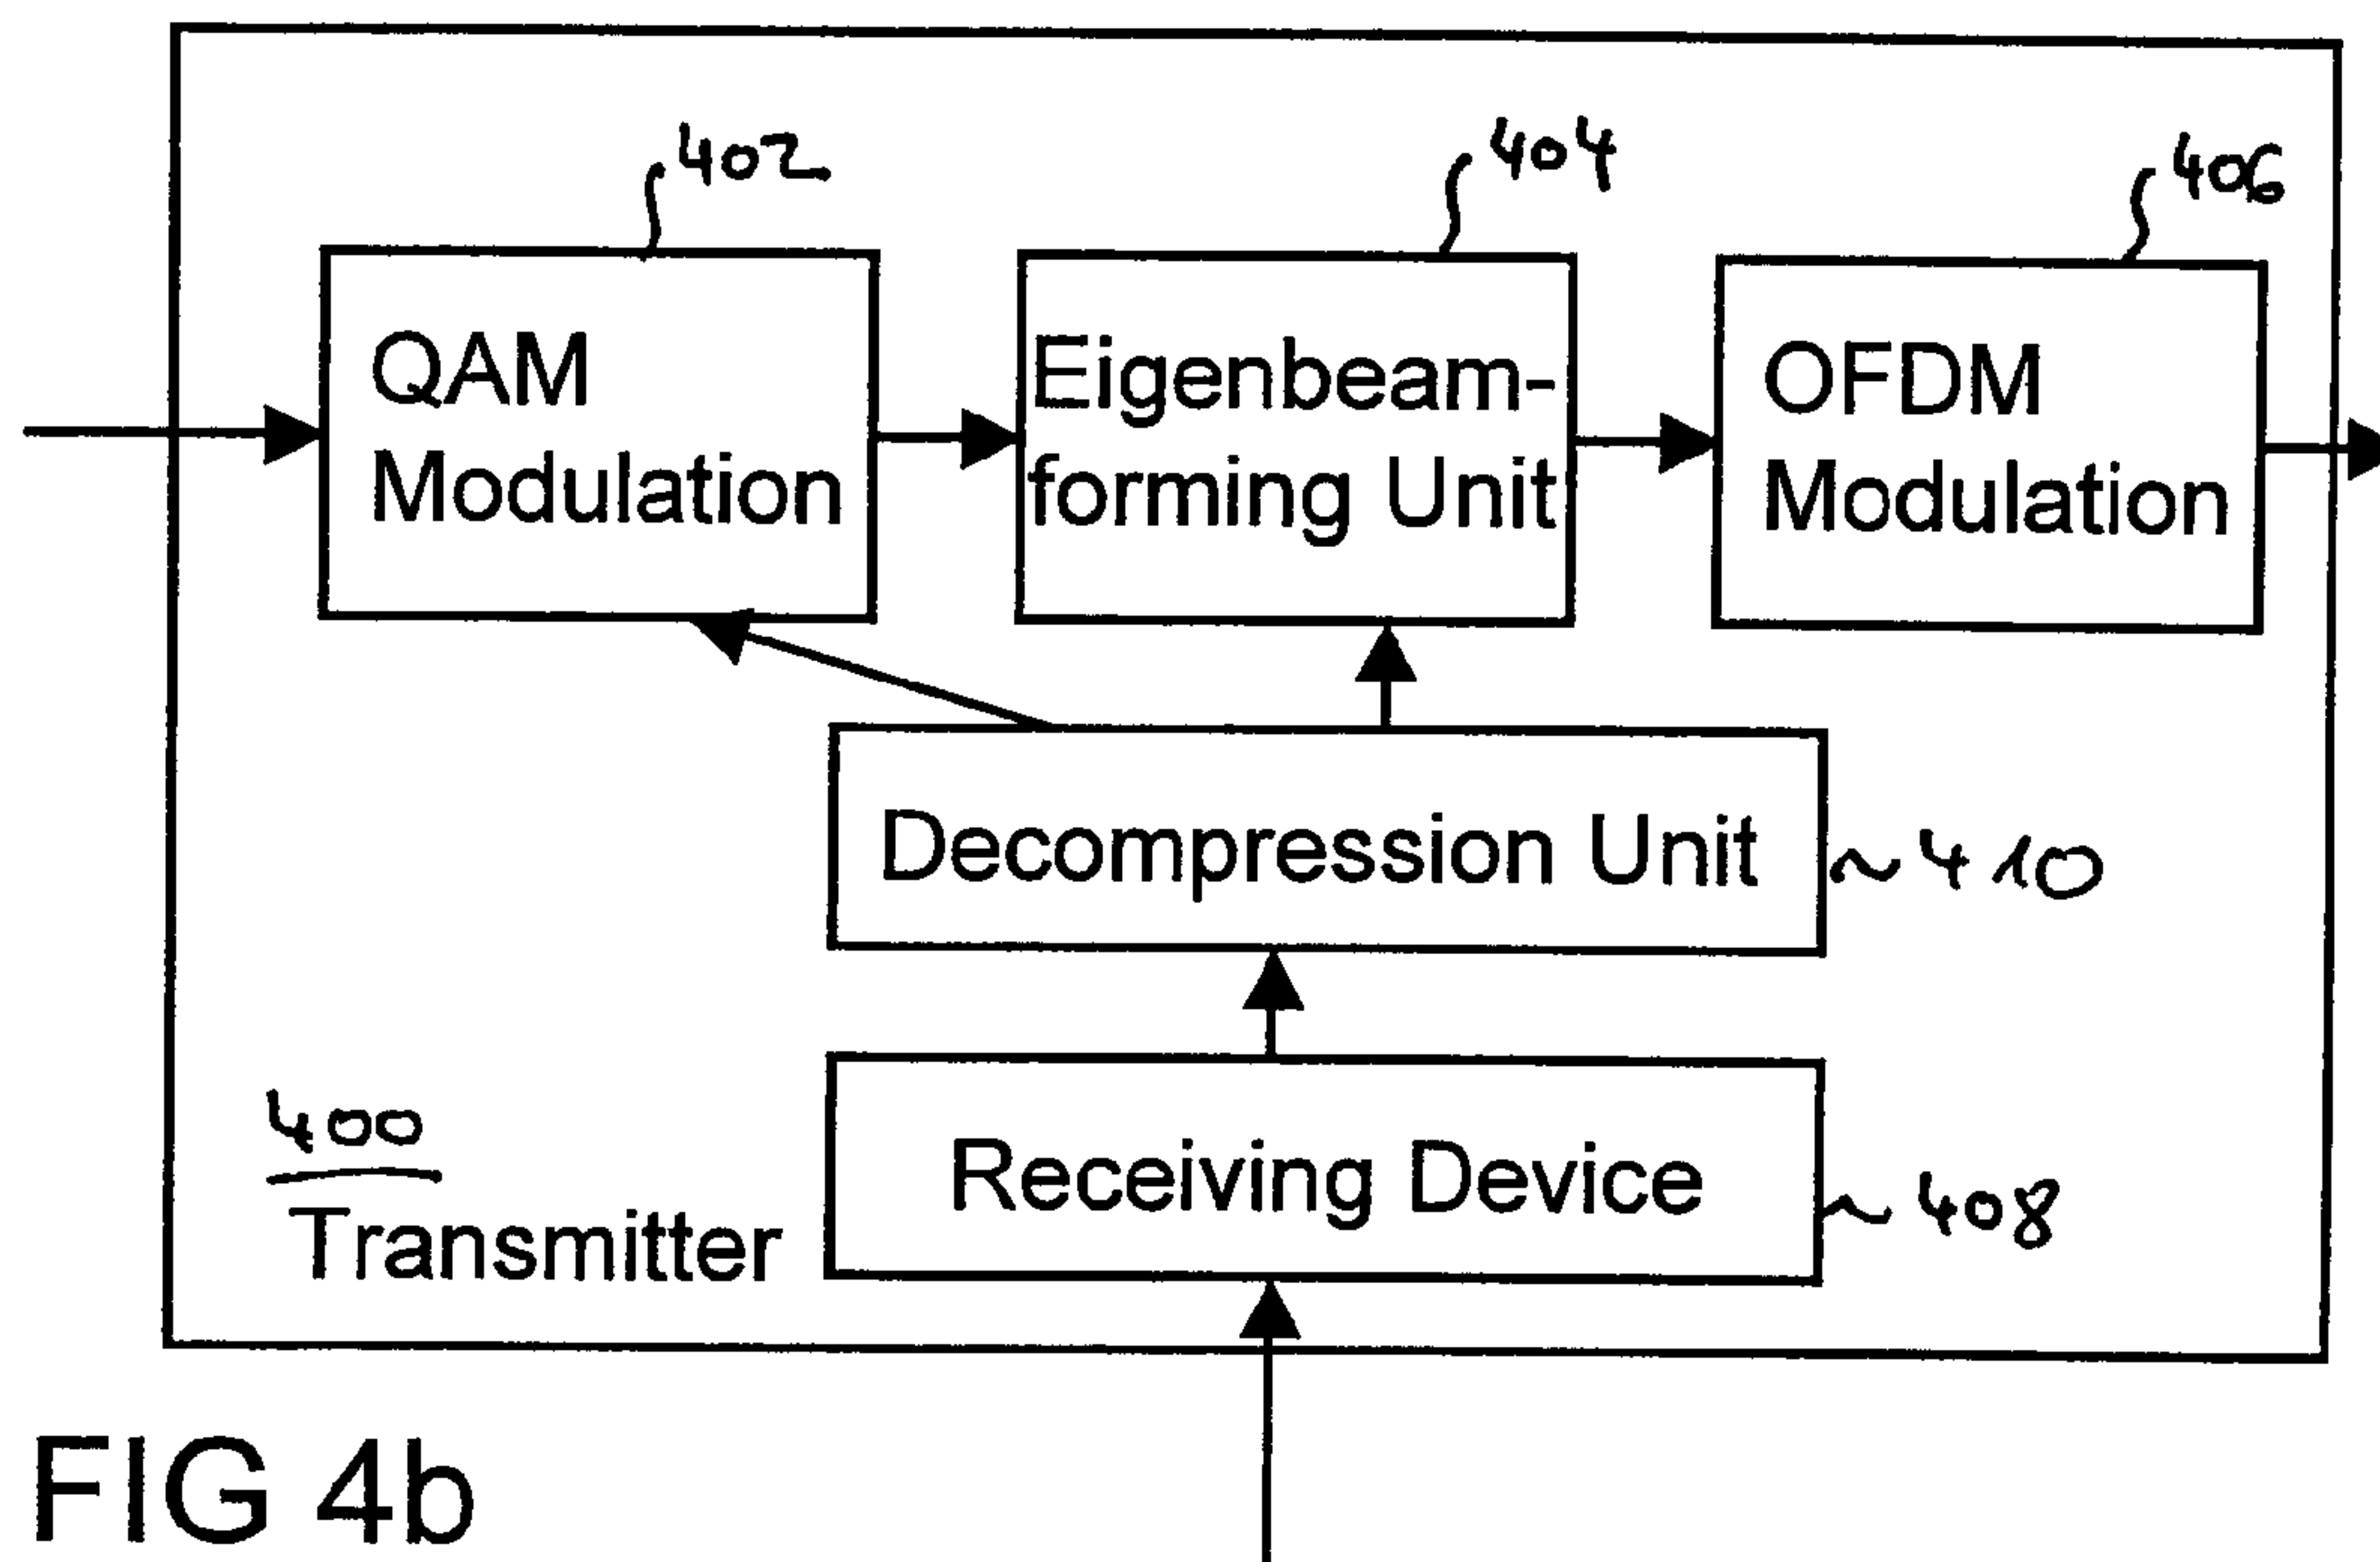 402
404
406
QAM
Modulation
Eigenbeam-
forming Unit
OFDM
Modulation
Decompression Unit
~410
Receiving Device
~408
400
Transmitter
FIG 4b